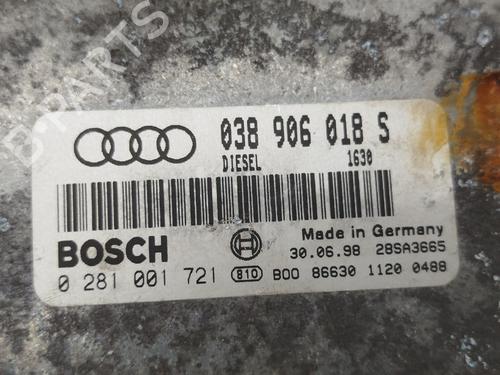 B-PARTS
038 906 018 S
DIESEL 1630
BOSCH
Made in Germany
30.06.98 28SA3665
0 281 001 721 810 B00 86630 1120 0488